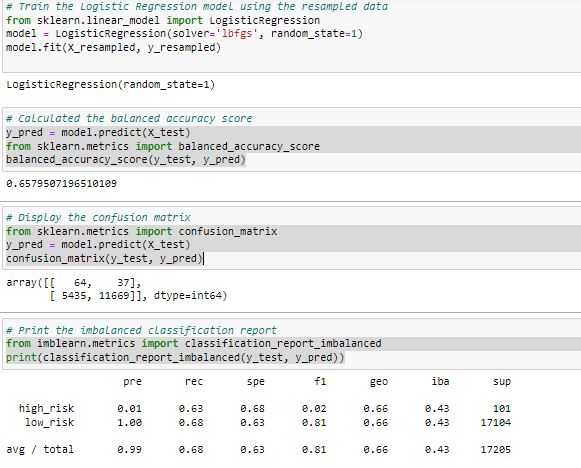 # Train the Logistic Regression model using the resampled data
from sklearn.linear_model import LogisticRegression
model = LogisticRegression(solver='lbfgs', random_state=1)
model.fit(X_resampled, y_resampled)
LogisticRegression(random_state=1)
# Calculated the balanced accuracy score
y_pred = model.predict(X_test)
from sklearn.metrics import balanced_accuracy_score
balanced_accuracy_score(y_test, y_pred)
0.6579507196510109
# Display the confusion matrix
from sklearn.metrics import confusion_matrix
y_pred = model.predict(X_test)
confusion_matrix(y_test, y_pred)
array([[   64,    37],
       [ 5435, 11669]], dtype=int64)
# Print the imbalanced classification report
from imblearn.metrics import classification_report_imbalanced
print(classification_report_imbalanced(y_test, y_pred))
pre rec spe f1 geo iba sup
high_risk 0.01 0.63 0.68 0.02 0.66 0.43 101
low_risk 1.00 0.68 0.63 0.81 0.66 0.43 17104
avg / total 0.99 0.68 0.63 0.81 0.66 0.43 17205